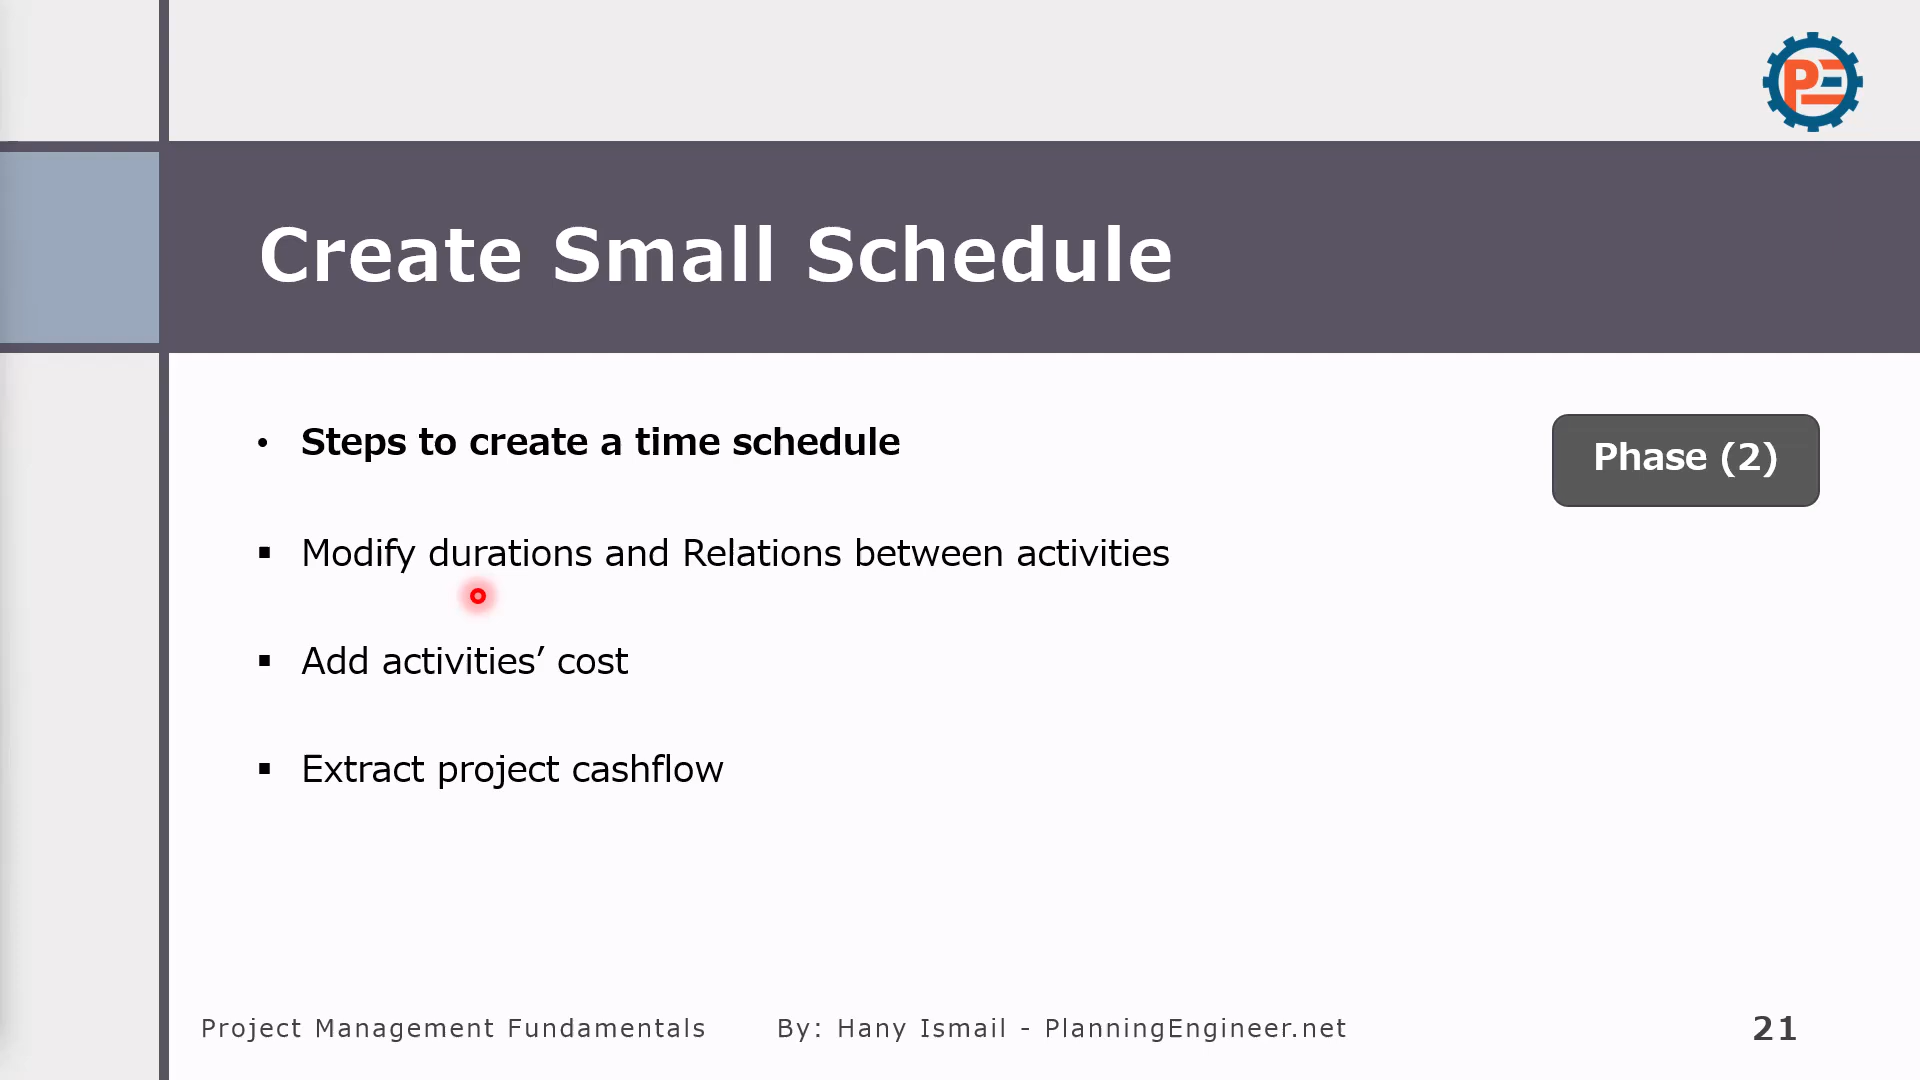 PE
Create Small Schedule
• Steps to create a time schedule
Phase (2)
▪ Modify durations and Relations between activities
▪ Add activities’ cost
▪ Extract project cashflow
Project Management Fundamentals By: Hany Ismail - PlanningEngineer.net 21